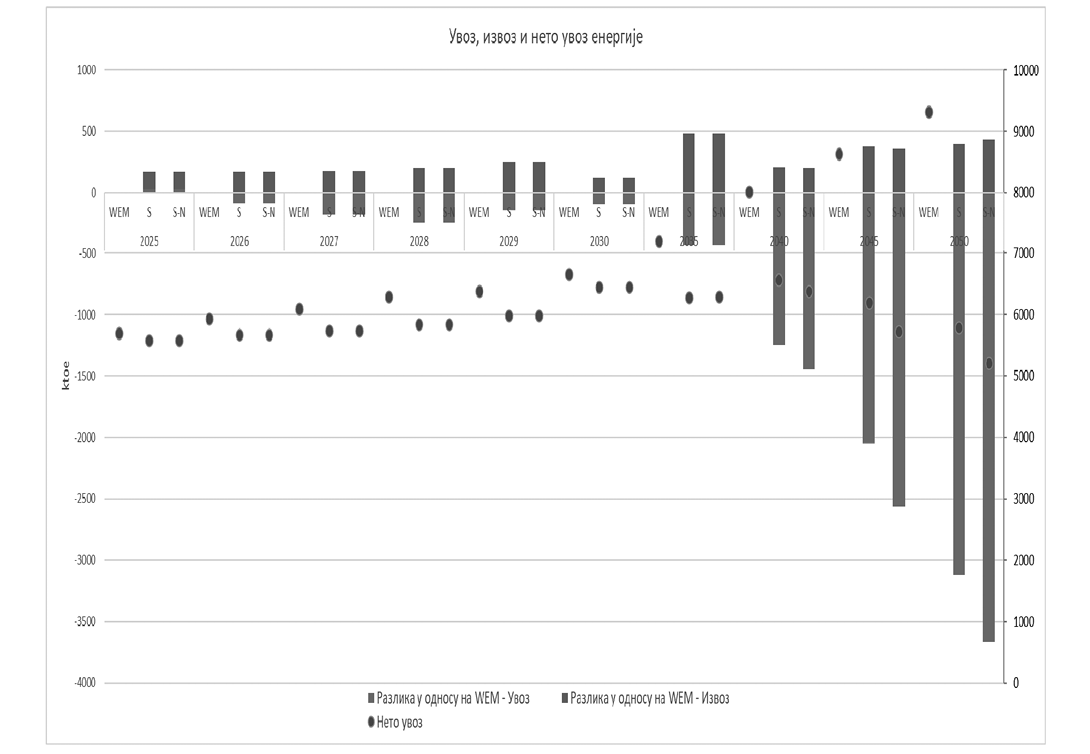 Увоз, извоз и нето увоз енергије
1000 10000
500 9000
0 8000
WEM S S-N WEM S S-N WEM S S-N WEM S S-N WEM S S-N WEM S S-N WEM S S-N WEM S S-N WEM S S-N WEM S S-N
2025 2026 2027 2028 2029 2030 2035 2040 2045 2050
-500 7000
-1000 6000
ktoe
-1500 5000
-2000 4000
-2500 3000
-3000 2000
-3500 1000
-4000 0
Разлика у односу на WEM - Увоз Разлика у односу на WEM - Извоз
Нето увоз